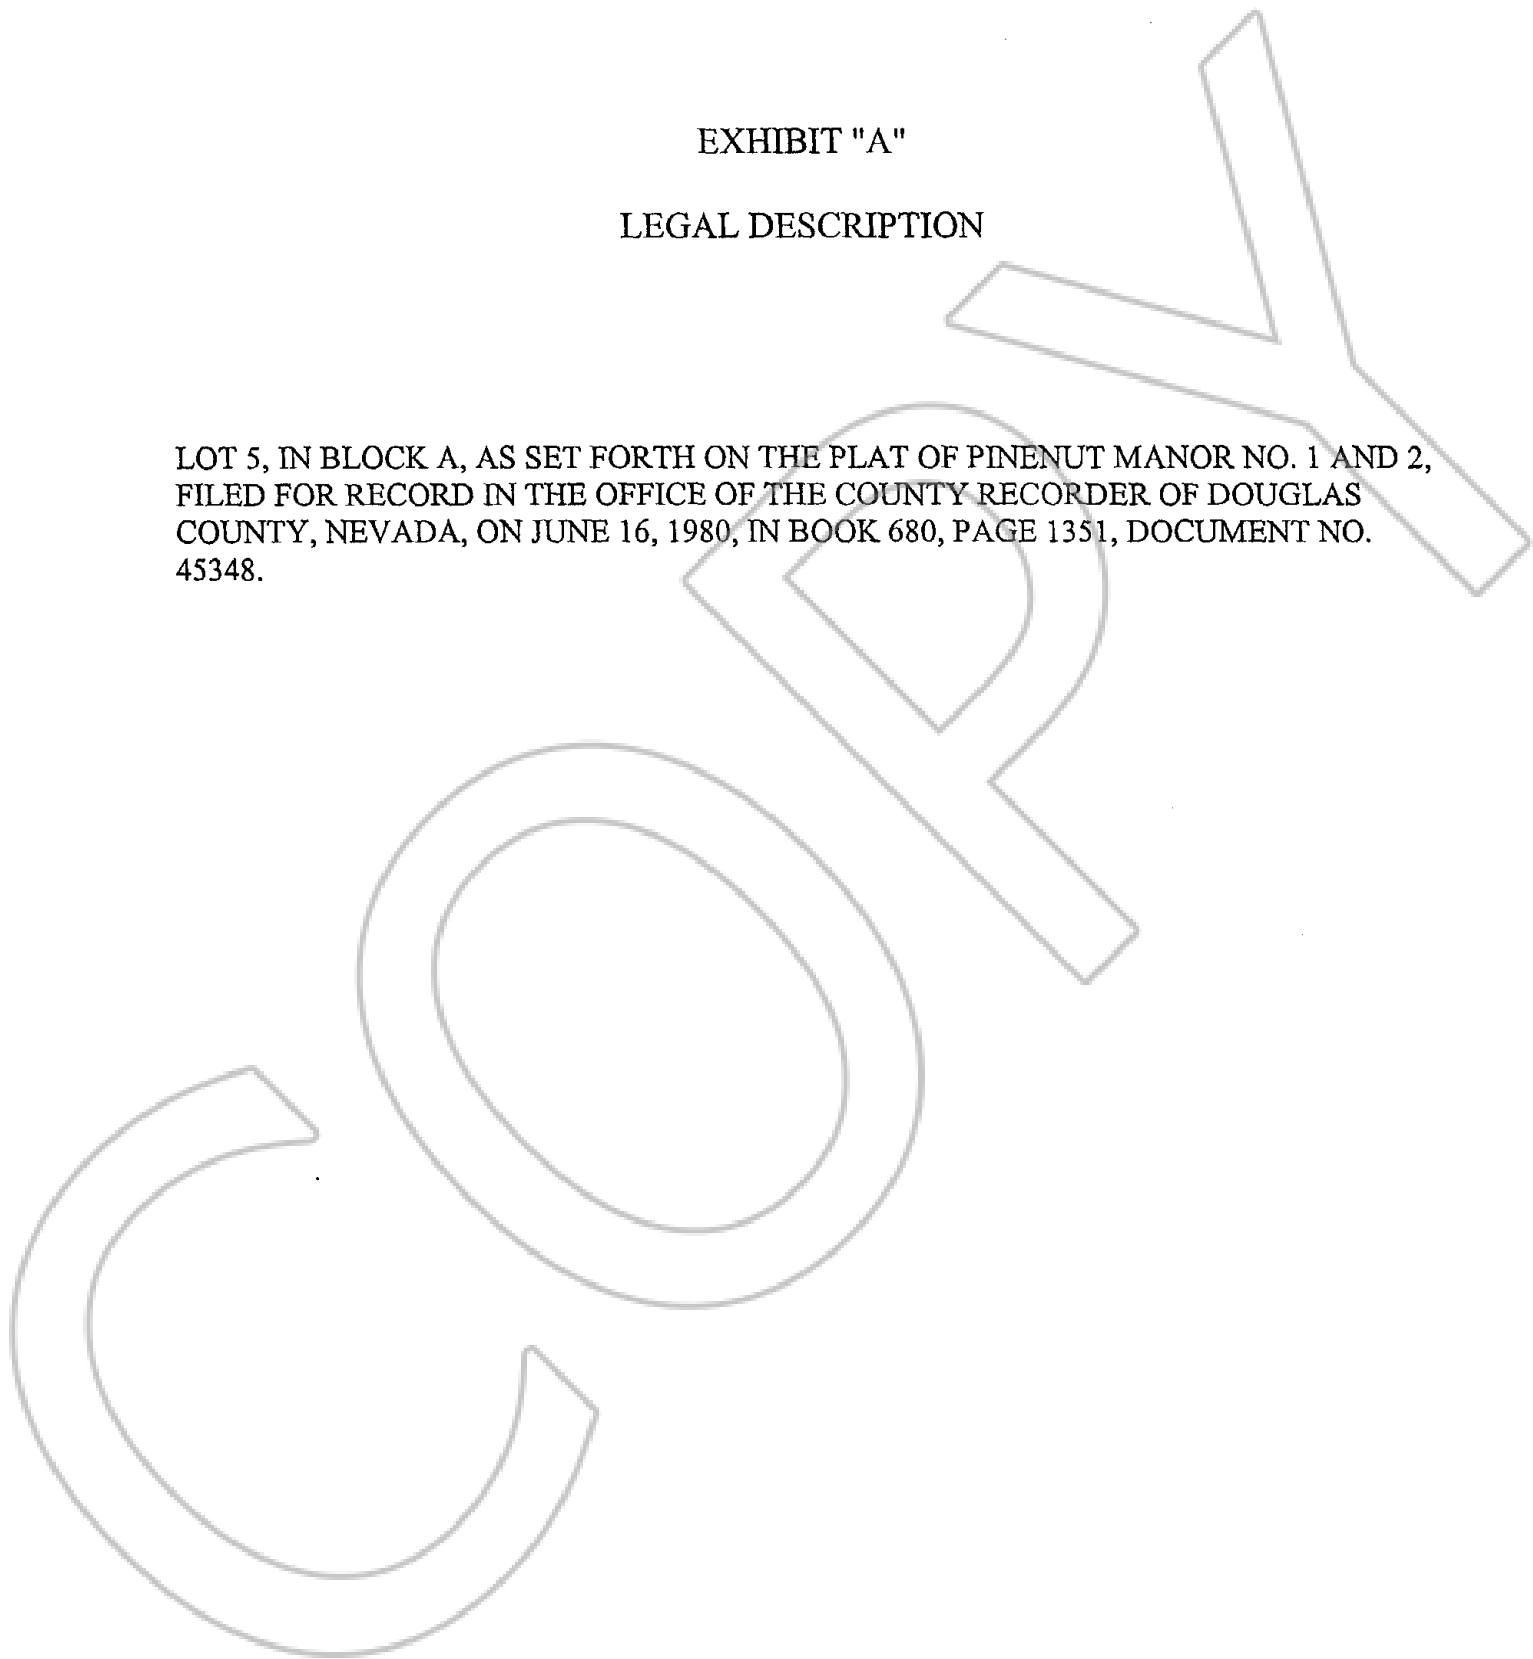 EXHIBIT "A"
LEGAL DESCRIPTION
LOT 5, IN BLOCK A, AS SET FORTH ON THE PLAT OF PINENUT MANOR NO. 1 AND 2,
FILED FOR RECORD IN THE OFFICE OF THE COUNTY RECORDER OF DOUGLAS
COUNTY, NEVADA, ON JUNE 16, 1980, IN BOOK 680, PAGE 1351, DOCUMENT NO.
45348.
COPY